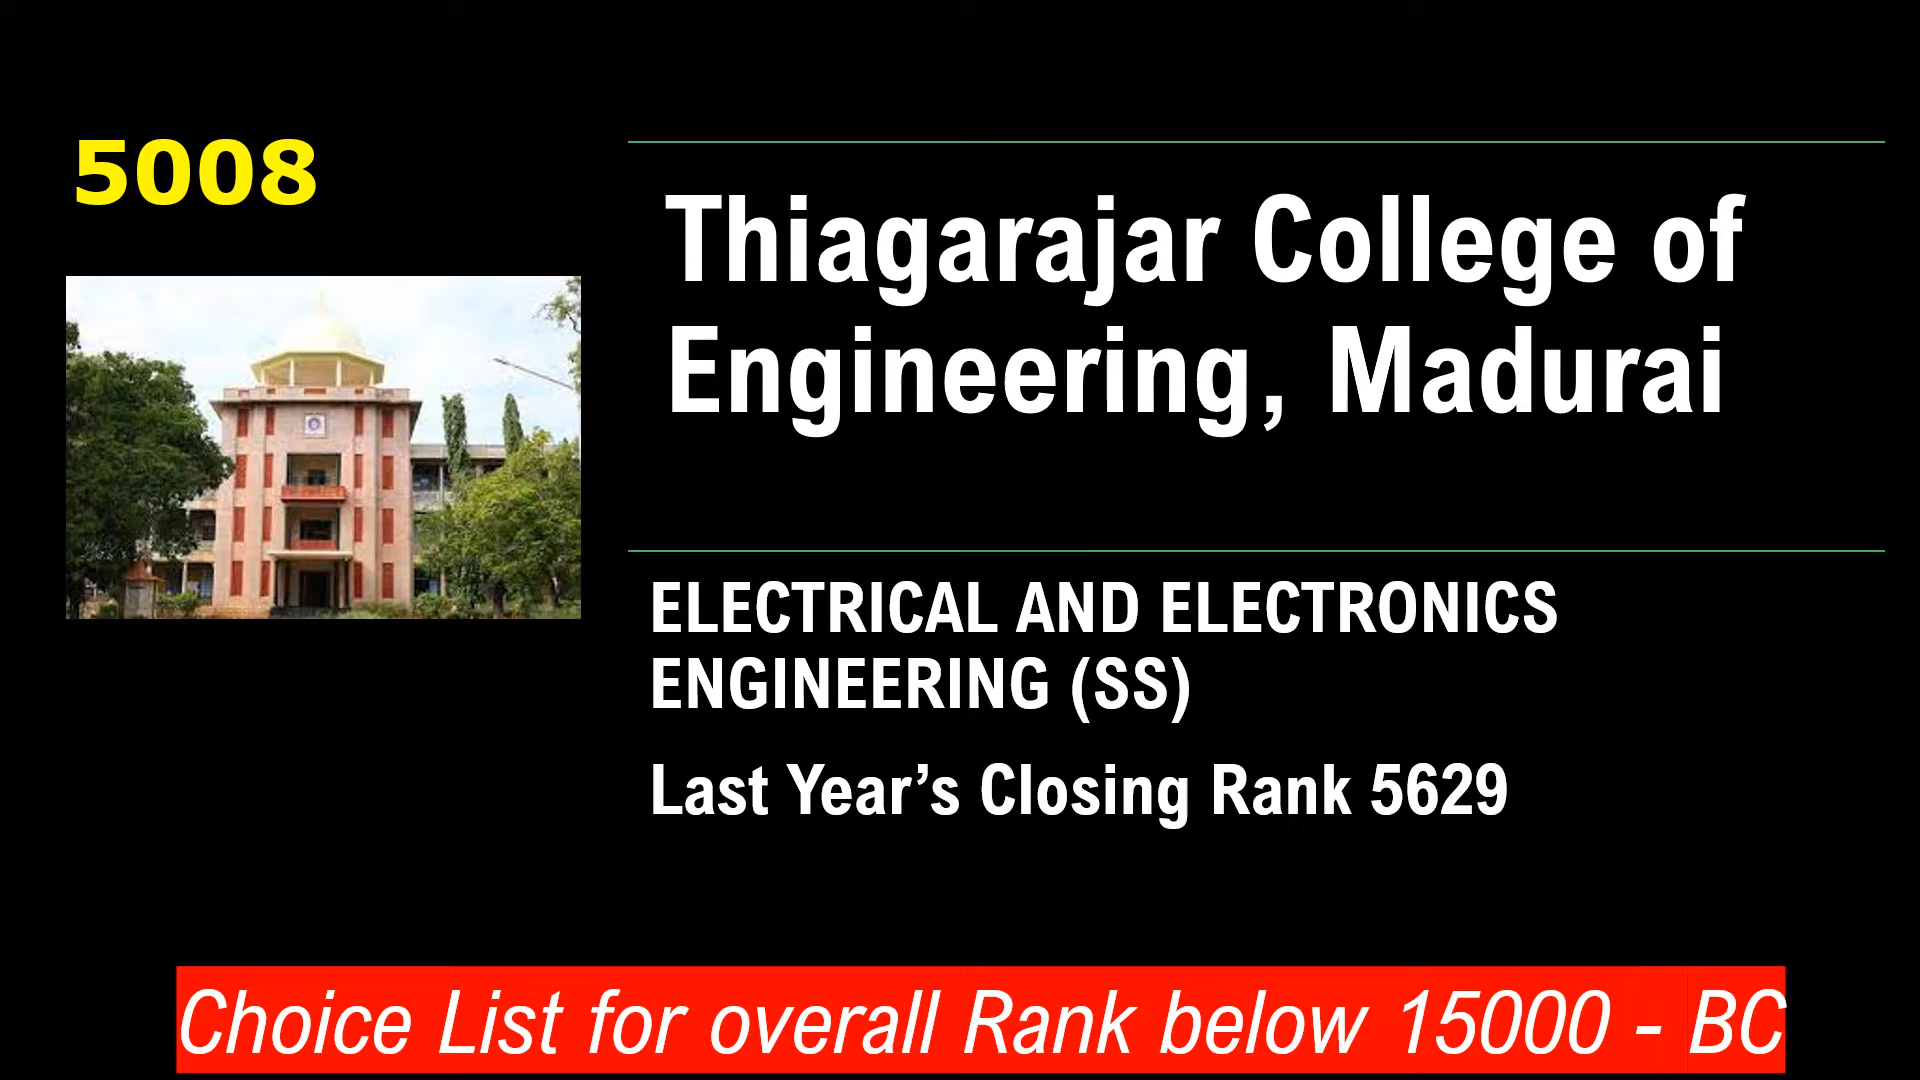 5008
Thiagarajar College of
Engineering, Madurai
ELECTRICAL AND ELECTRONICS
ENGINEERING (SS)
Last Year’s Closing Rank 5629
Choice List for overall Rank below 15000 - BC